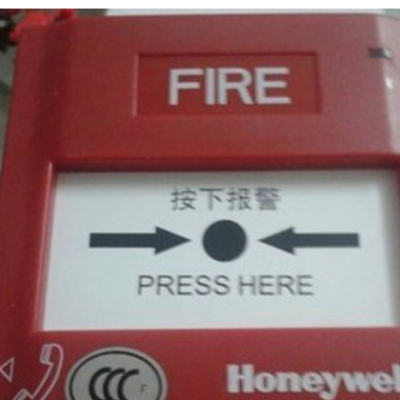 FIRE
按下报警
PRESS HERE
CCC F
Honeywel